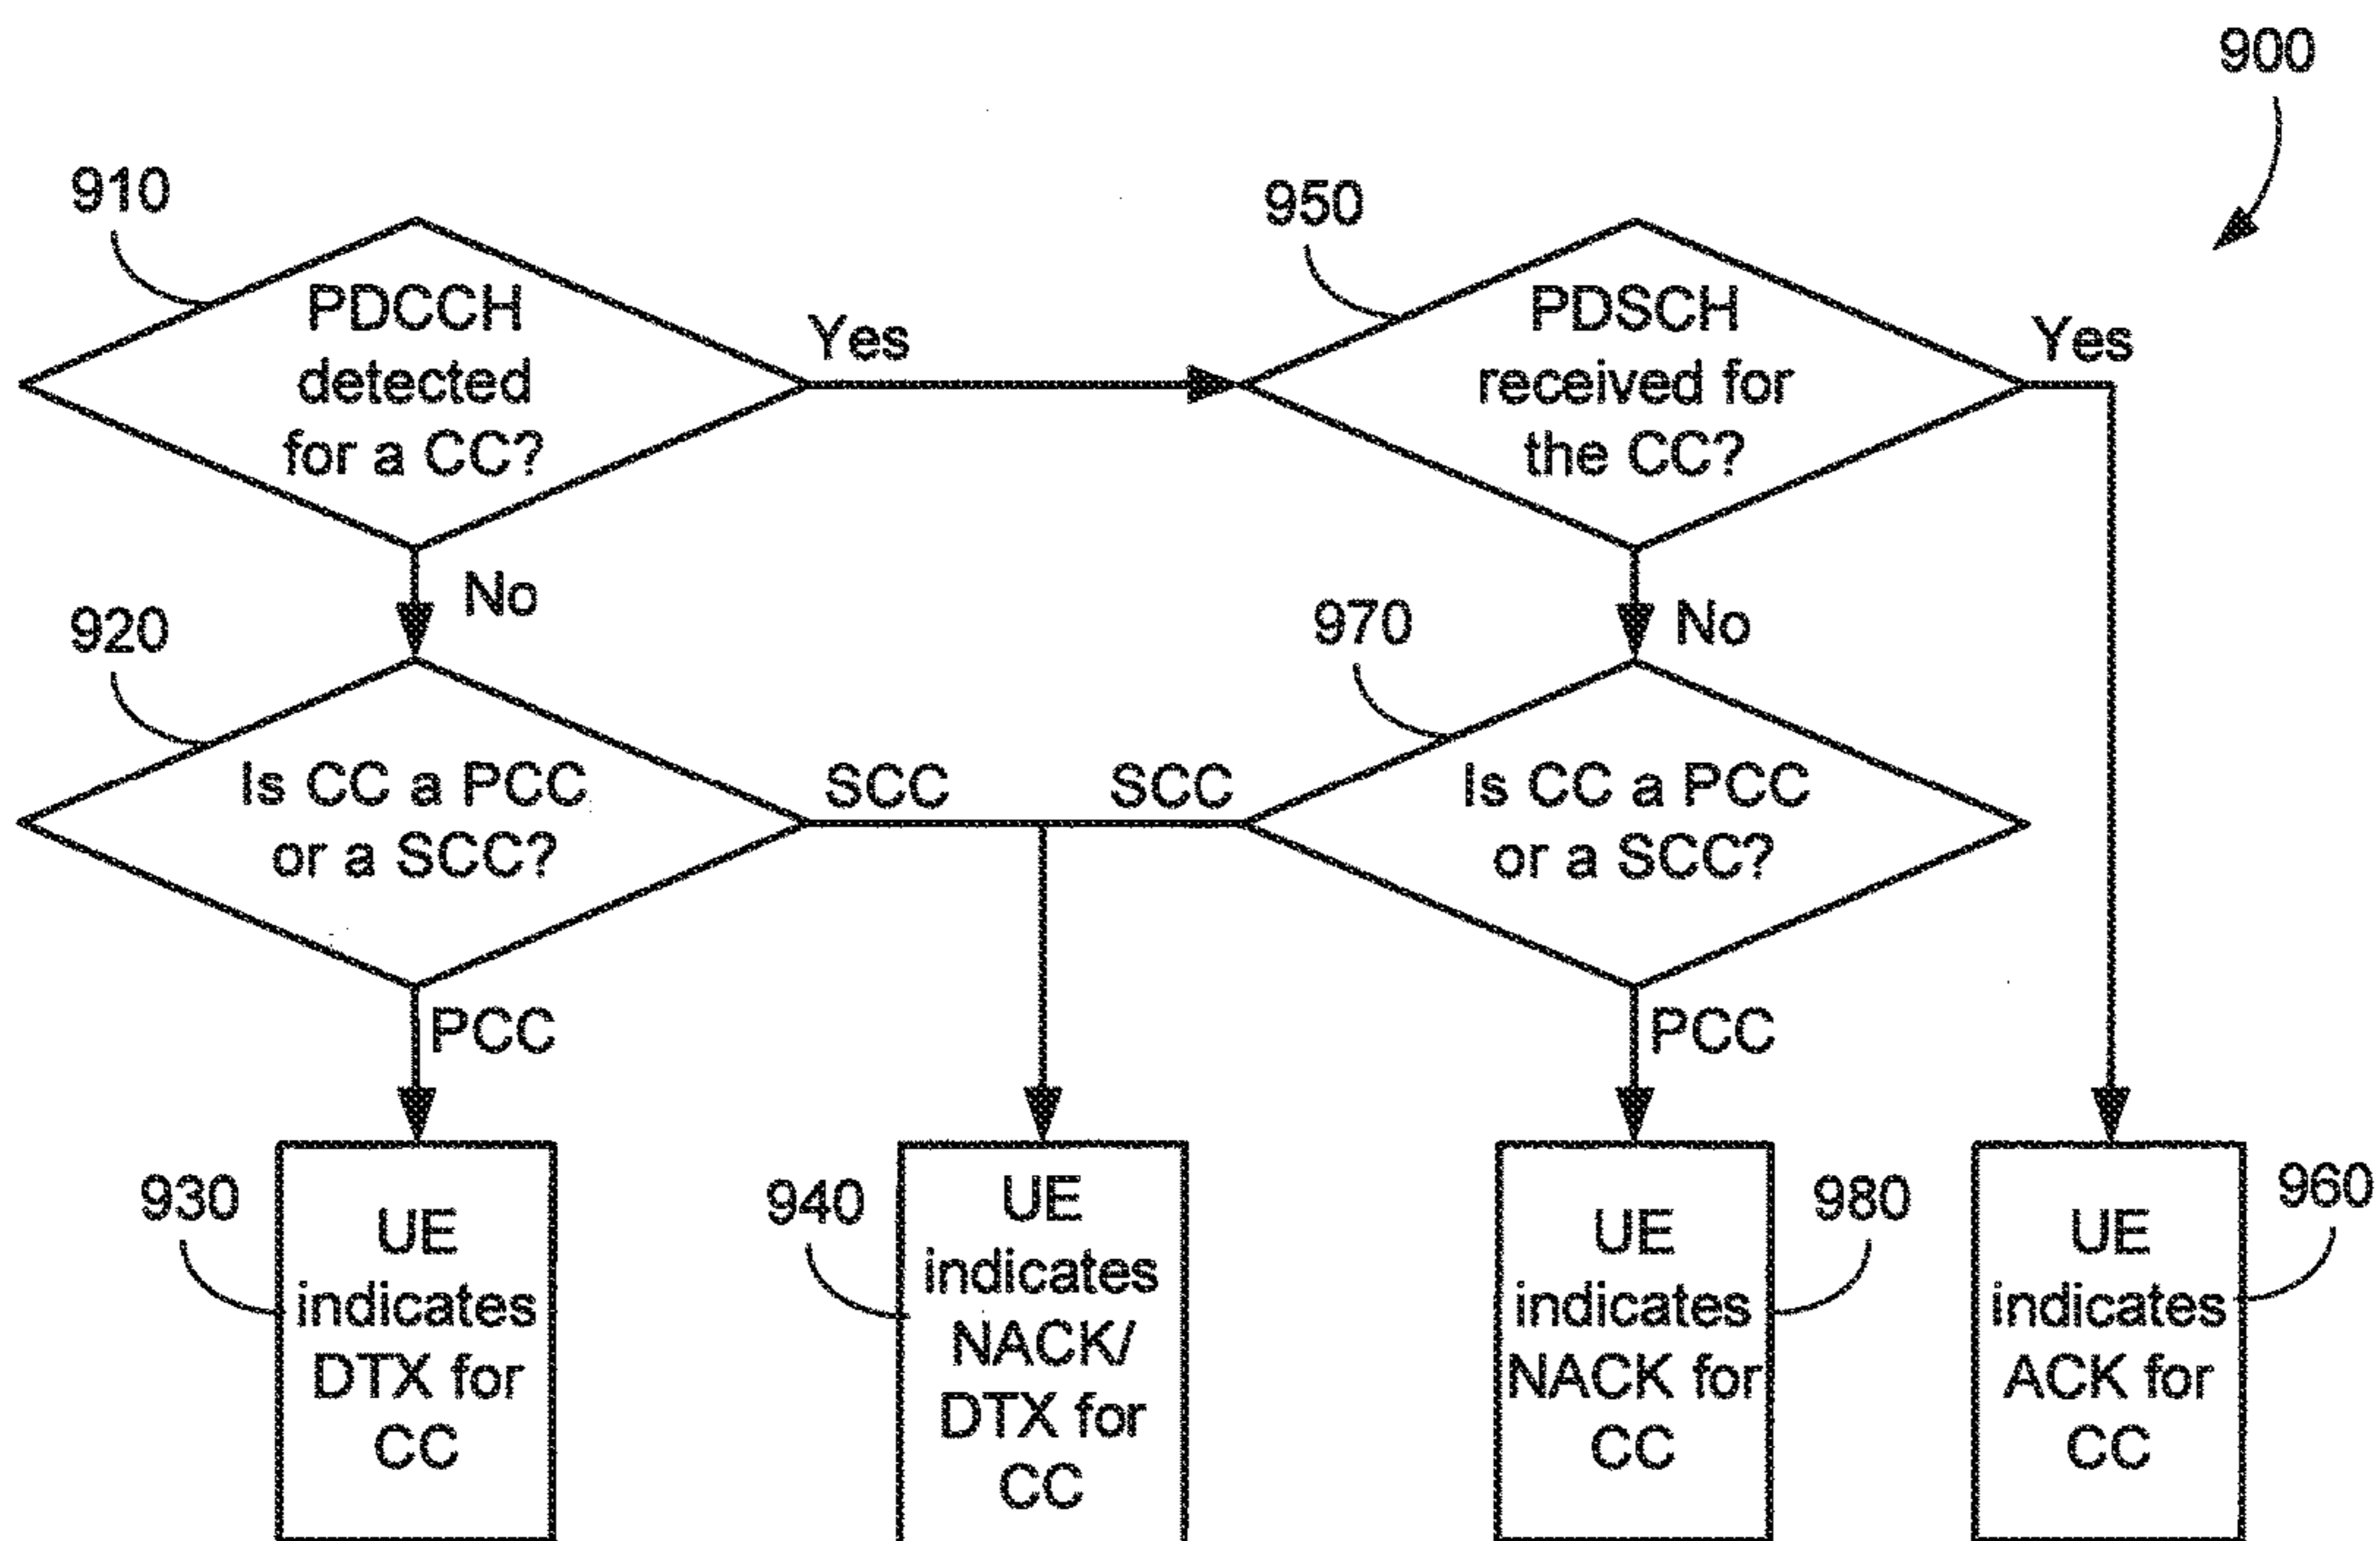 900
910
PDCCH
detected
for a CC?
Yes
950
PDSCH
received for
the CC?
Yes
No
No
920
Is CC a PCC
or a SCC?
SCC
SCC
970
Is CC a PCC
or a SCC?
PCC
PCC
930
UE
indicates
DTX for
CC
940
UE
indicates
NACK/
DTX for
CC
UE
indicates
NACK for
CC
980
UE
indicates
ACK for
CC
960